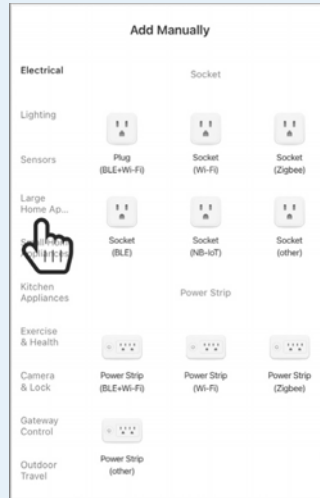 Add Manually
Electrical
Lighting
Sensors
Large
Home Ap...
Appliances
Kitchen
Appliances
Exercise
& Health
Camera
& Lock
Gateway
Control
Outdoor
Travel
Socket
Plug
(BLE+Wi-Fi)
Socket
(Wi-Fi)
Socket
(Zigbee)
Socket
(BLE)
Socket
(NB-IoT)
Socket
(other)
Power Strip
Power Strip
(BLE+Wi-Fi)
Power Strip
(Wi-Fi)
Power Strip
(Zigbee)
Power Strip
(other)